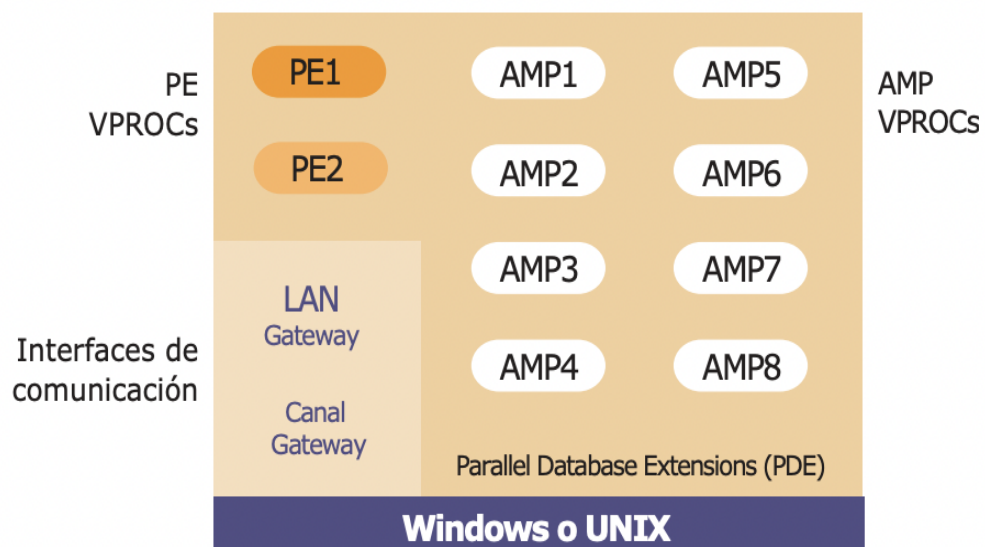 PE
VPROCs
PE1
PE2
AMP1
AMP5
AMP2
AMP6
AMP3
AMP7
AMP4
AMP8
AMP
VPROCs
Interfaces de
comunicación
LAN
Gateway
Canal
Gateway
Parallel Database Extensions (PDE)
Windows o UNIX